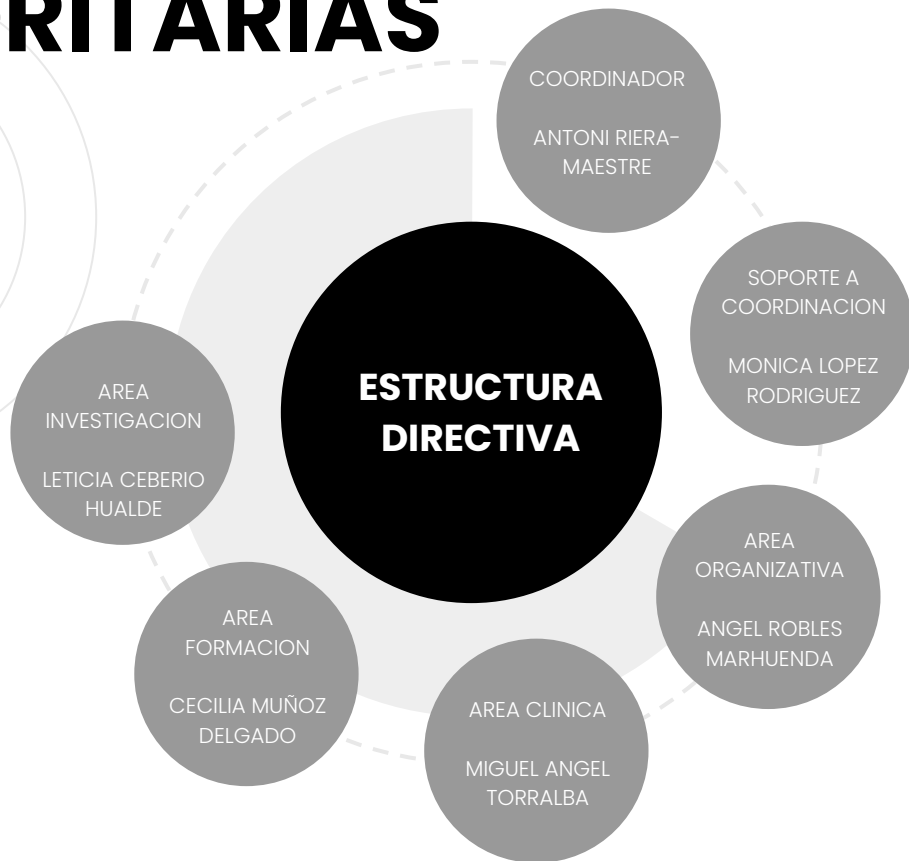 RITARIAS
COORDINADOR
ANTONI RIERA-
MAESTRE
SOPORTE A
COORDINACION
MONICA LOPEZ
RODRIGUEZ
ESTRUCTURA
DIRECTIVA
AREA
INVESTIGACION
LETICIA CEBERIO
HUALDE
AREA
ORGANIZATIVA
ANGEL ROBLES
MARHUENDA
AREA
FORMACION
CECILIA MUÑOZ
DELGADO
AREA CLINICA
MIGUEL ANGEL
TORRALBA